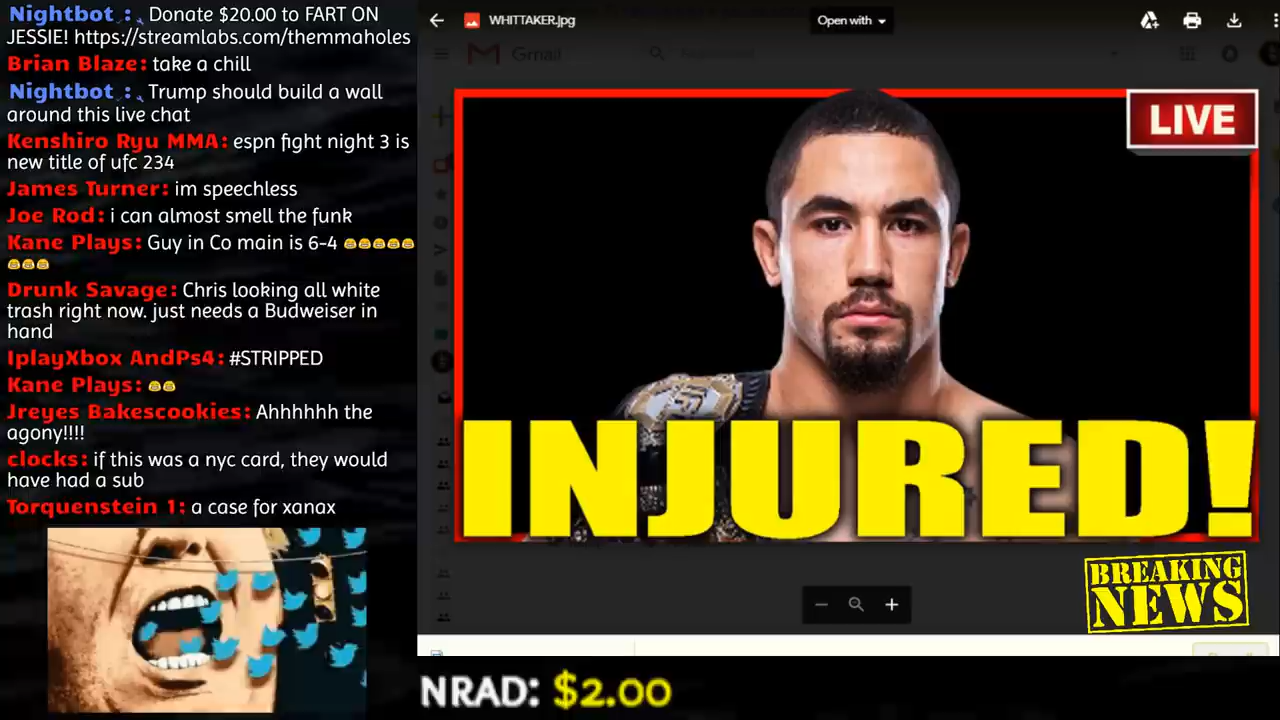 Nightbot : Donate $20.00 to FART ON
JESSIE! https://streamlabs.com/themmaholes
Brian Blaze: take a chill
Nightbot : Trump should build a wall
around this live chat
Kenshiro Ryu MMA: espn fight night 3 is
new title of ufc 234
James Turner: im speechless
Joe Rod: i can almost smell the funk
Kane Plays: Guy in Co main is 6-4
Drunk Savage: Chris looking all white
trash right now. just needs a Budweiser in
hand
IplayXbox AndPs4: #STRIPPED
Kane Plays:
Jreyes Bakescookies: Ahhhhhh the
agony!!!!
clocks: if this was a nyc card, they would
have had a sub
Torquenstein 1: a case for xanax
WHITTAKER.jpg
Open with
Gmail
LIVE
INJURED!
BREAKING
NEWS
NRAD: $2.00